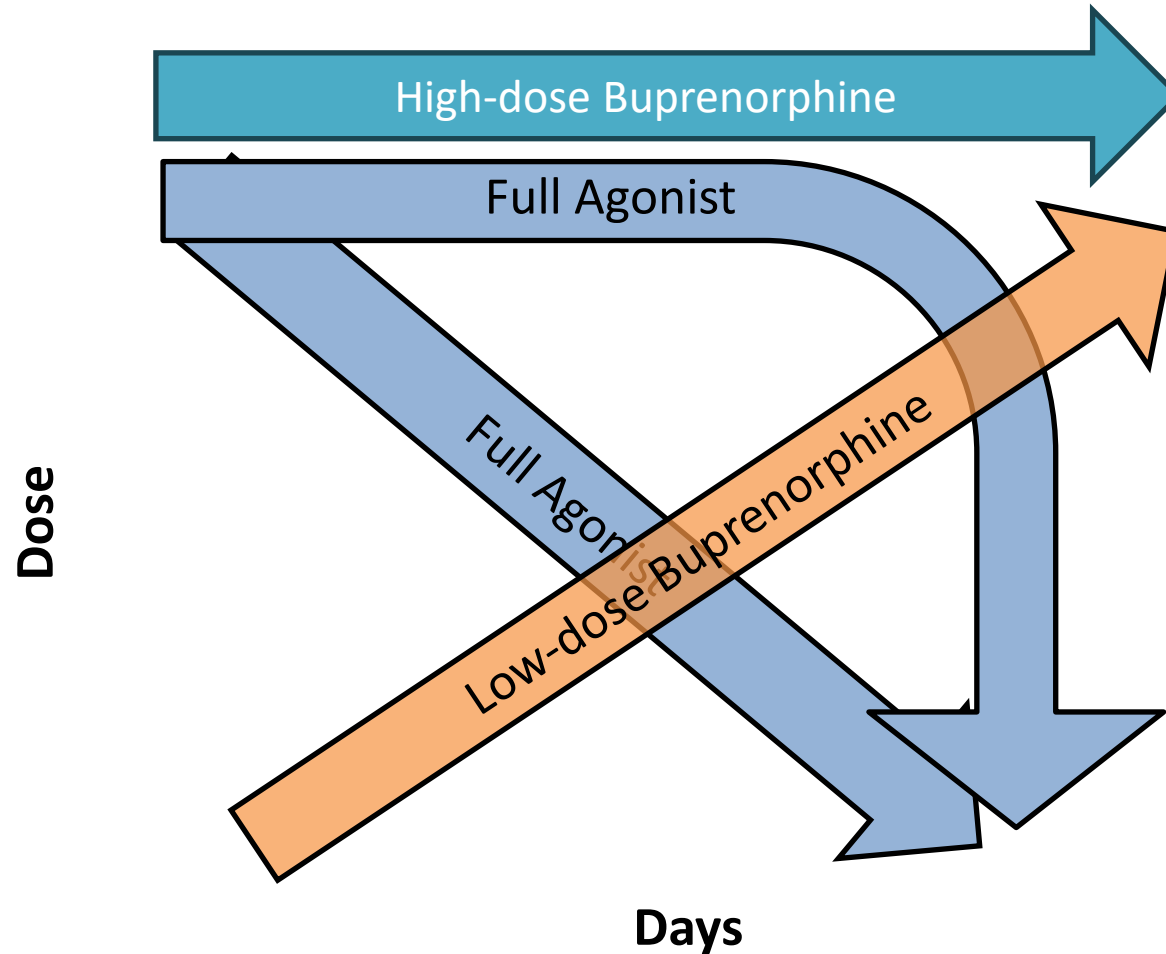 High-dose Buprenorphine
Full Agonist
Full Agonist
Low-dose Buprenorphine
Dose
Days